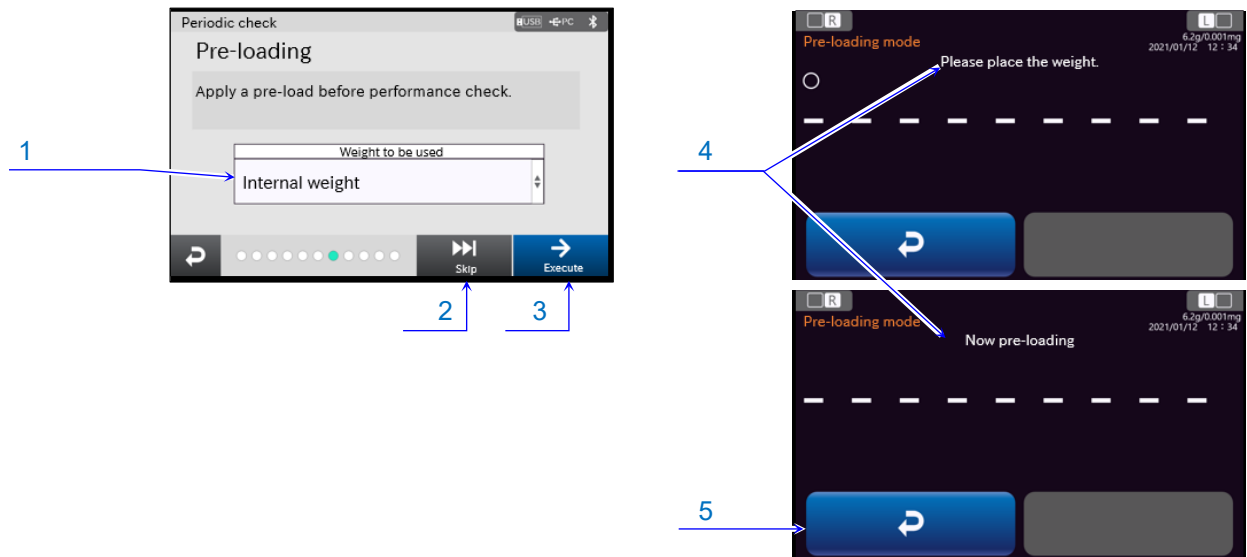 Periodic check
USB PC
Pre-loading
Apply a pre-load before performance check.
Weight to be used
Internal weight
Skip
Execute
1
2
3
R
L
Pre-loading mode
6.2g/0.001mg
2021/01/12 12:34
Please place the weight.
4
R
L
Pre-loading mode
6.2g/0.001mg
2021/01/12 12:34
Now pre-loading
5